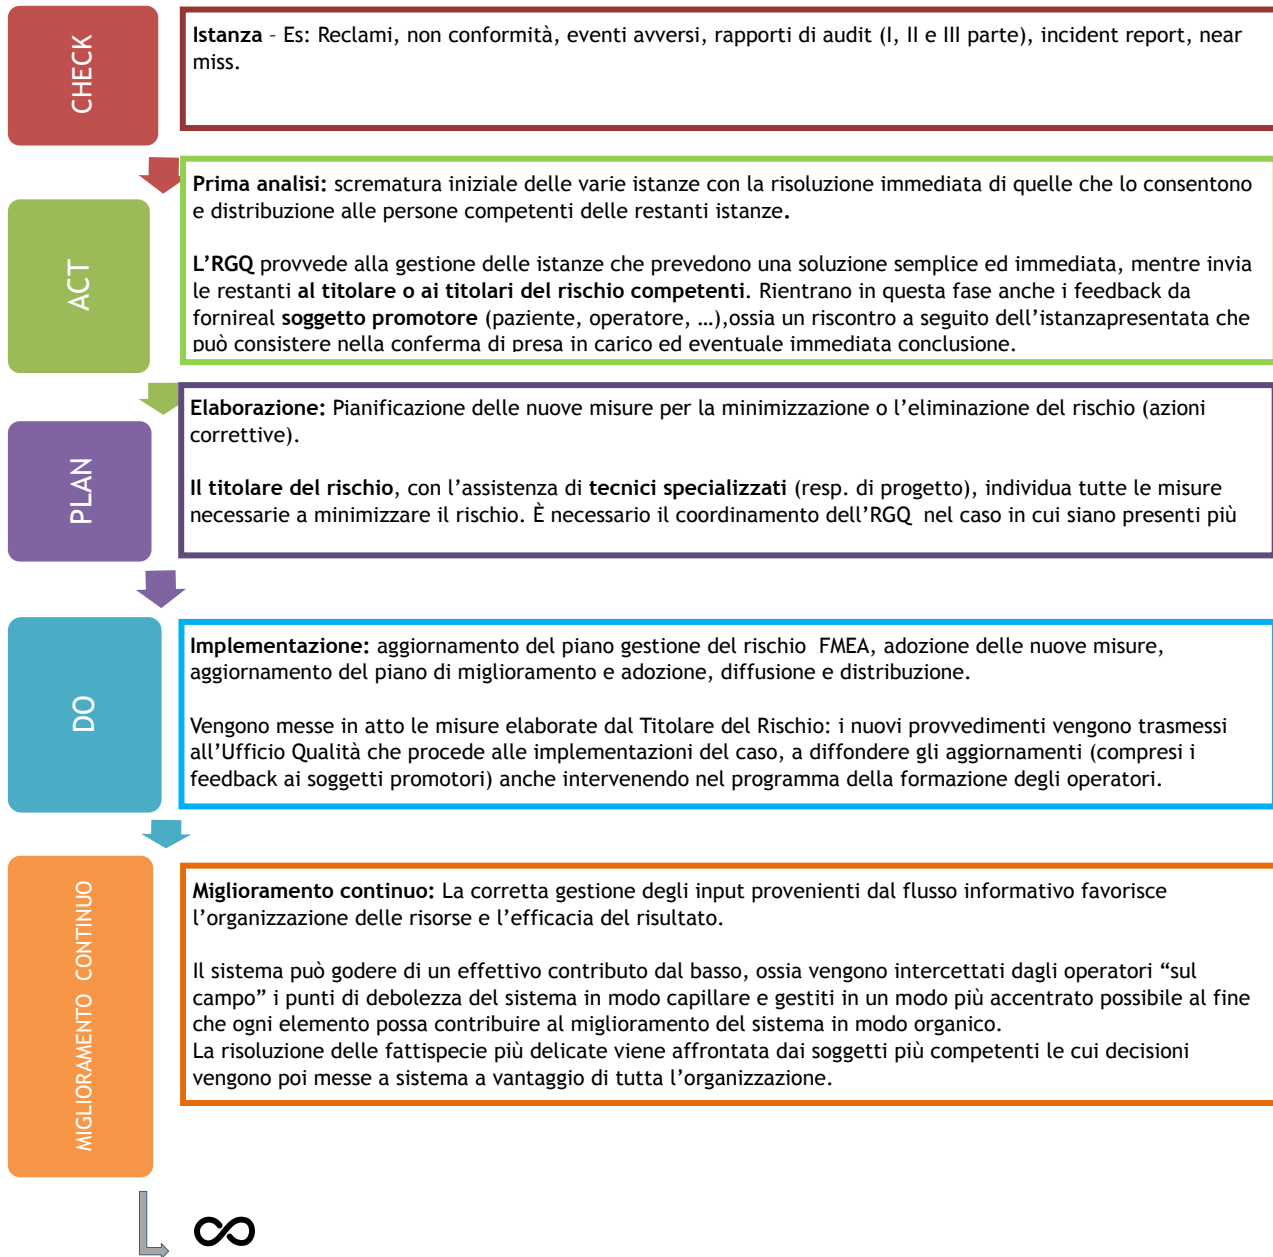 CHECK
Istanza – Es: Reclami, non conformità, eventi avversi, rapporti di audit (I, II e III parte), incident report, near
miss.
ACT
Prima analisi: scrematura iniziale delle varie istanze con la risoluzione immediata di quelle che lo consentono
e distribuzione alle persone competenti delle restanti istanze.
L’RGQ provvede alla gestione delle istanze che prevedono una soluzione semplice ed immediata, mentre invia
le restanti al titolare o ai titolari del rischio competenti. Rientrano in questa fase anche i feedback da
fornireal soggetto promotore (paziente, operatore, …),ossia un riscontro a seguito dell’istanzapresentata che
può consistere nella conferma di presa in carico ed eventuale immediata conclusione.
PLAN
Elaborazione: Pianificazione delle nuove misure per la minimizzazione o l’eliminazione del rischio (azioni
correttive).
Il titolare del rischio, con l’assistenza di tecnici specializzati (resp. di progetto), individua tutte le misure
necessarie a minimizzare il rischio. È necessario il coordinamento dell’RGQ nel caso in cui siano presenti più
DO
Implementazione: aggiornamento del piano gestione del rischio FMEA, adozione delle nuove misure,
aggiornamento del piano di miglioramento e adozione, diffusione e distribuzione.
Vengono messe in atto le misure elaborate dal Titolare del Rischio: i nuovi provvedimenti vengono trasmessi
all’Ufficio Qualità che procede alle implementazioni del caso, a diffondere gli aggiornamenti (compresi i
feedback ai soggetti promotori) anche intervenendo nel programma della formazione degli operatori.
MIGLIORAMENTO CONTINUO
Miglioramento continuo: La corretta gestione degli input provenienti dal flusso informativo favorisce
l’organizzazione delle risorse e l’efficacia del risultato.
Il sistema può godere di un effettivo contributo dal basso, ossia vengono intercettati dagli operatori “sul
campo” i punti di debolezza del sistema in modo capillare e gestiti in un modo più accentrato possibile al fine
che ogni elemento possa contribuire al miglioramento del sistema in modo organico.
La risoluzione delle fattispecie più delicate viene affrontata dai soggetti più competenti le cui decisioni
vengono poi messe a sistema a vantaggio di tutta l’organizzazione.
∞